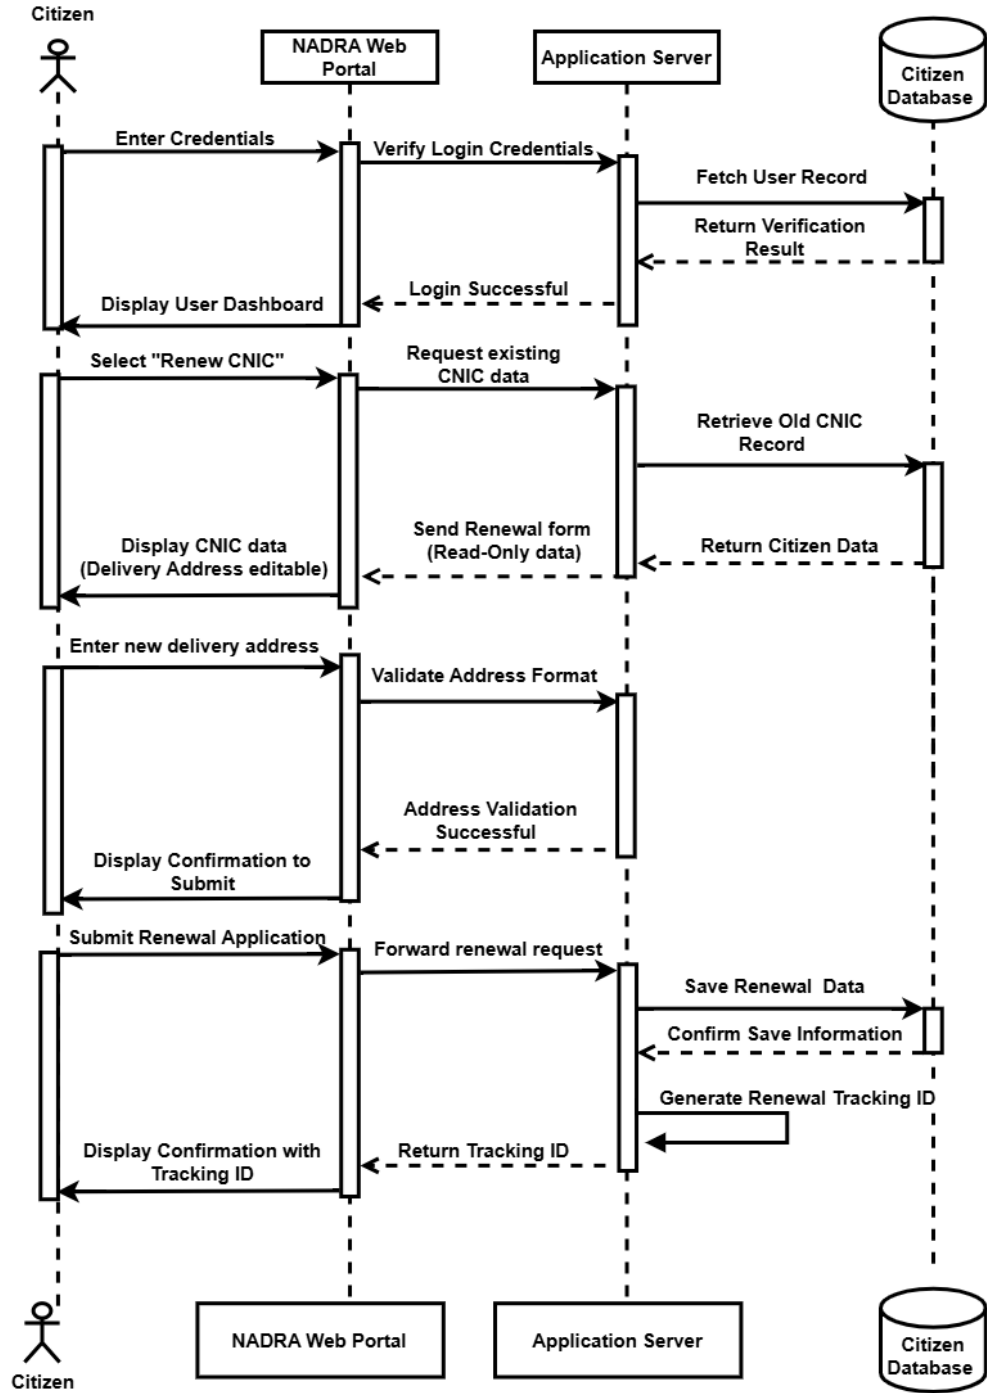 Citizen
NADRA Web
Portal
Application Server
Citizen
Database
Enter Credentials
Verify Login Credentials
Fetch User Record
Return Verification
Result
Login Successful
Display User Dashboard
Select "Renew CNIC"
Request existing
CNIC data
Retrieve Old CNIC
Record
Return Citizen Data
Send Renewal form
(Read-Only data)
Display CNIC data
(Delivery Address editable)
Enter new delivery address
Validate Address Format
Address Validation
Successful
Display Confirmation to
Submit
Submit Renewal Application
Forward renewal request
Save Renewal  Data
Confirm Save Information
Generate Renewal Tracking ID
Return Tracking ID
Display Confirmation with
Tracking ID
Citizen
NADRA Web Portal
Application Server
Citizen
Database